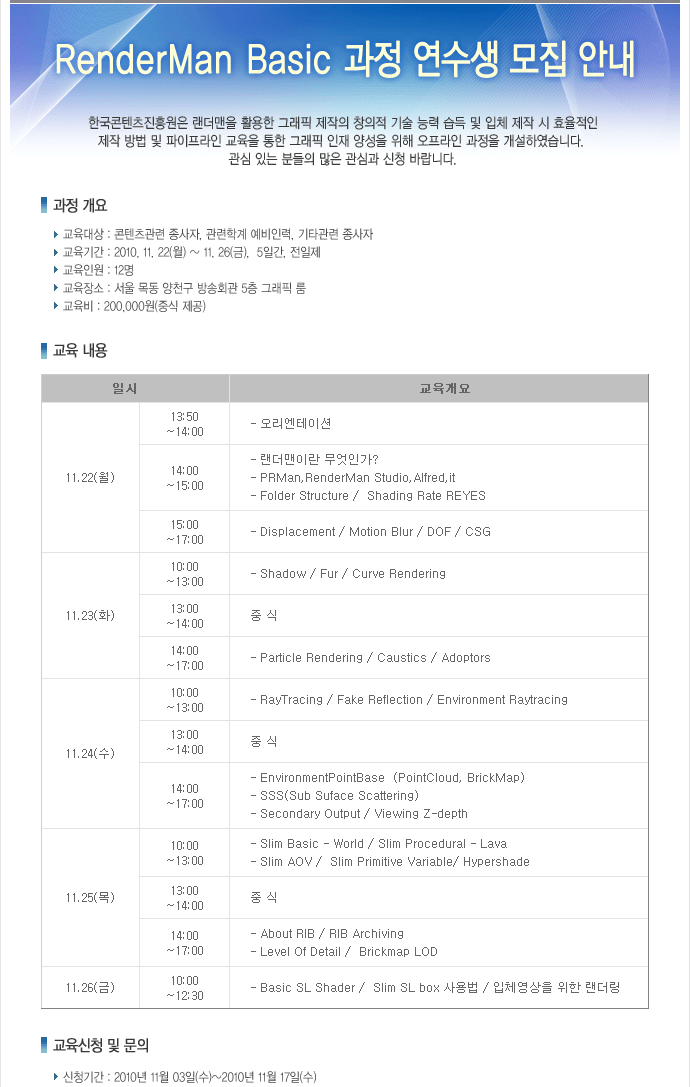 RenderMan Basic 과정 연수생 모집 안내
한국콘텐츠진흥원은 랜더맨을 활용한 그래픽 제작의 창의적 기술 능력 습득 및 입체 제작 시 효율적인
제작 방법 및 파이프라인 교육을 통한 그래픽 인재 양성을 위해 오프라인 과정을 개설하였습니다.
관심 있는 분들의 많은 관심과 신청 바랍니다.
과정 개요
교육대상 : 콘텐츠관련 종사자, 관련학계 예비인력, 기타관련 종사자
교육기간 : 2010. 11. 22(월) ~ 11. 26(금), 5일간, 전일제
교육인원 : 12명
교육장소 : 서울 목동 양천구 방송회관 5층 그래픽 룸
교육비 : 200,000원(중식 제공)
교육 내용
일시 교육개요
11.22(월)
13:50
~14:00
- 오리엔테이션
14:00
~15:00
- 랜더맨이란 무엇인가?
- PRMan,RenderMan Studio,Alfred,it
- Folder Structure / Shading Rate REYES
15:00
~17:00
- Displacement / Motion Blur / DOF / CSG
11.23(화)
10:00
~13:00
- Shadow / Fur / Curve Rendering
13:00
~14:00
중 식
14:00
~17:00
- Particle Rendering / Caustics / Adoptors
11.24(수)
10:00
~13:00
- RayTracing / Fake Reflection / Environment Raytracing
13:00
~14:00
중 식
14:00
~17:00
- EnvironmentPointBase (PointCloud, BrickMap)
- SSS(Sub Suface Scattering)
- Secondary Output / Viewing Z-depth
11.25(목)
10:00
~13:00
- Slim Basic - World / Slim Procedural - Lava
- Slim AOV / Slim Primitive Variable/ Hypershade
13:00
~14:00
중 식
14:00
~17:00
- About RIB / RIB Archiving
- Level Of Detail / Brickmap LOD
11.26(금)
10:00
~12:30
- Basic SL Shader / Slim SL box 사용법 / 입체영상을 위한 랜더링
교육신청 및 문의
신청기간 : 2010년 11월 03일(수)~2010년 11월 17일(수)